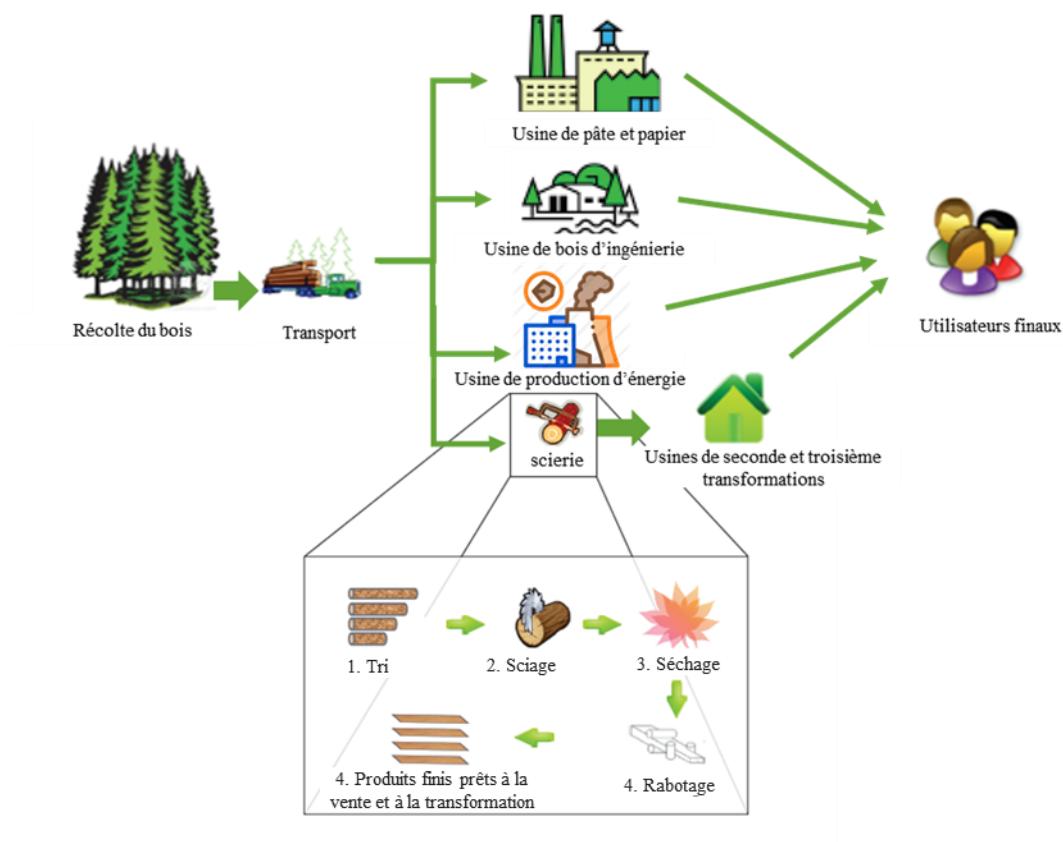 Usine de pâte et papier
Usine de bois d’ingénierie
Récolte du bois
Transport
Utilisateurs finaux
Usine de production d’énergie
scierie
Usines de seconde et troisième
transformations
1. Tri
2. Sciage
3. Séchage
4. Produits finis prêts à la
vente et à la transformation
4. Rabotage